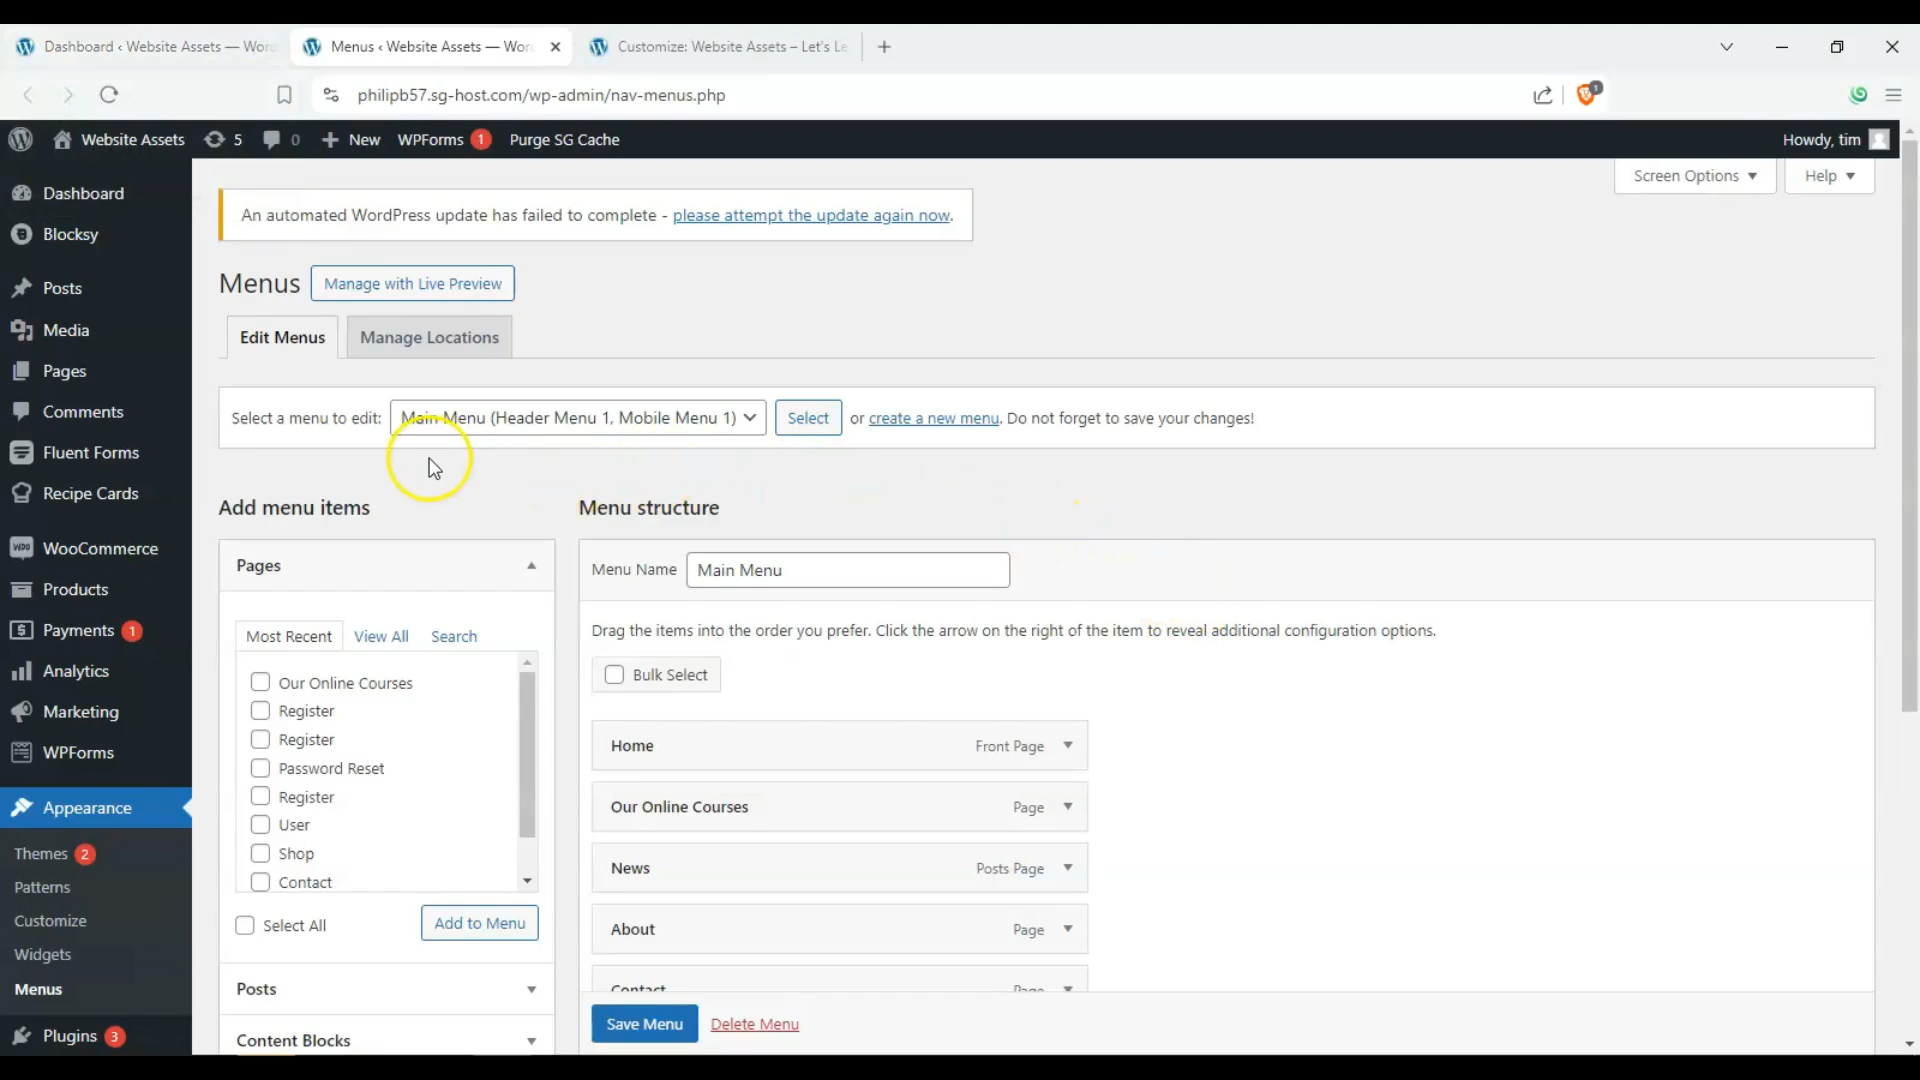 Dashboard ‹ Website Assets — Wor
Menus ‹ Website Assets — Wor
Customize: Website Assets – Let's Le
philipb57.sg-host.com/wp-admin/nav-menus.php
1
Website Assets 5 0 New WPForms 1 Purge SG Cache Howdy, tim
Screen Options Help
Dashboard
Blocksy
Posts
Media
Pages
Comments
Fluent Forms
Recipe Cards
WooCommerce
Products
Payments 1
Analytics
Marketing
WPForms
Appearance
Themes 2
Patterns
Customize
Widgets
Menus
Plugins 3
An automated WordPress update has failed to complete - please attempt the update again now.
Menus Manage with Live Preview
Edit Menus Manage Locations
Select a menu to edit: Main Menu (Header Menu 1, Mobile Menu 1) Select or create a new menu. Do not forget to save your changes!
Add menu items
Pages
Most Recent View All Search
Our Online Courses
Register
Register
Password Reset
Register
User
Shop
Contact
Select All Add to Menu
Posts
Content Blocks
Menu structure
Menu Name Main Menu
Drag the items into the order you prefer. Click the arrow on the right of the item to reveal additional configuration options.
Bulk Select
Home Front Page
Our Online Courses Page
News Posts Page
About Page
Contact Page
Save Menu Delete Menu